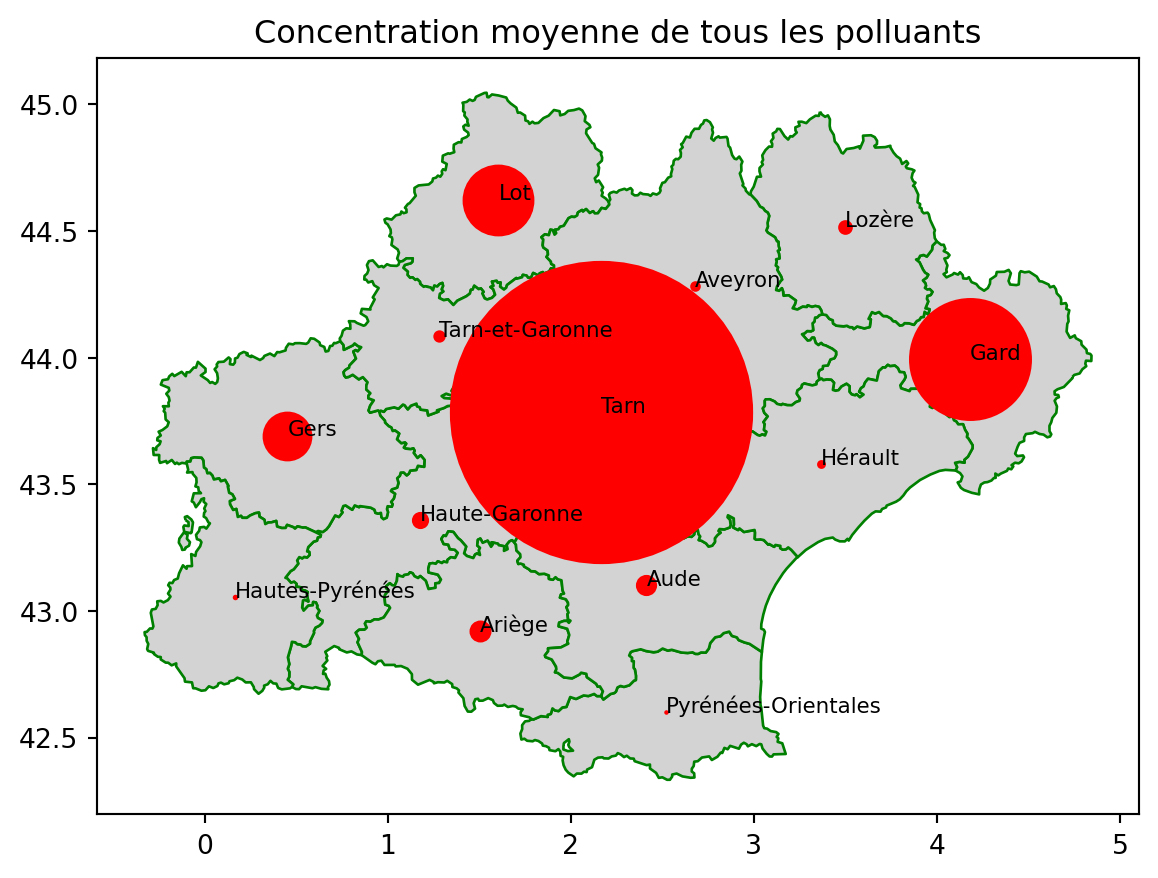 Concentration moyenne de tous les polluants
45.0
44.5
44.0
43.5
43.0
42.5
Lot
Lozère
Aveyron
Tarn-et-Garonne
Gard
Tarn
Gers
Hérault
Haute-Garonne
Hautes-Pyrénées
Aude
Ariège
Pyrénées-Orientales
0 1 2 3 4 5